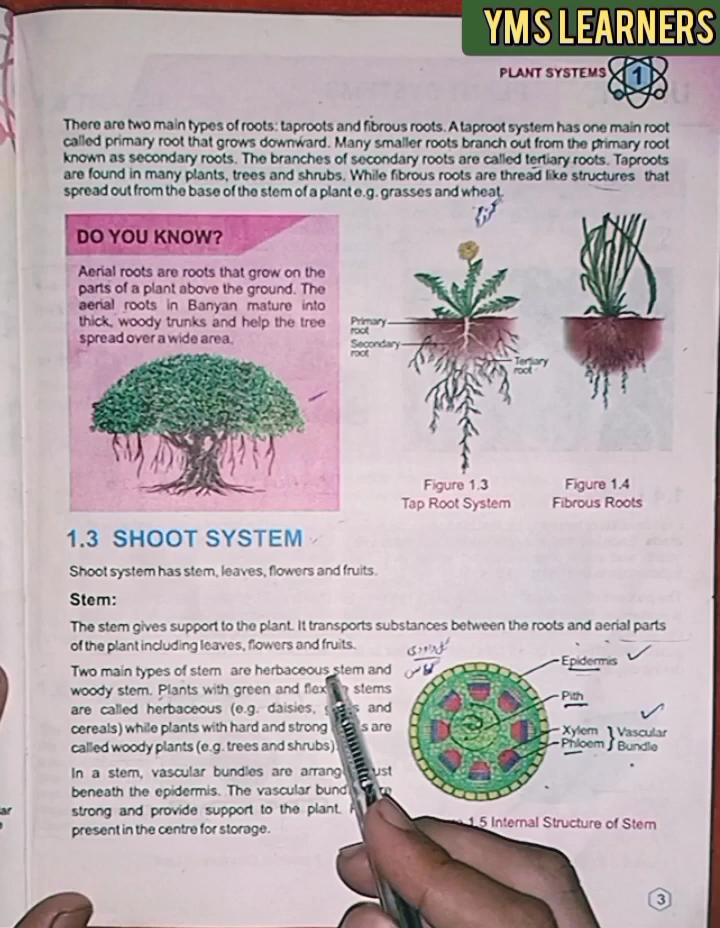 YMS LEARNERS
PLANT SYSTEMS 1
There are two main types of roots: taproots and fibrous roots. A taproot system has one main root
called primary root that grows downward. Many smaller roots branch out from the primary root
known as secondary roots. The branches of secondary roots are called tertiary roots. Taproots
are found in many plants, trees and shrubs. While fibrous roots are thread like structures that
spread out from the base of the stem of a plant e.g. grasses and wheat.
DO YOU KNOW?
Aerial roots are roots that grow on the
parts of a plant above the ground. The
aerial roots in Banyan mature into
thick, woody trunks and help the tree
spread over a wide area.
Primary
root
Secondary
root
Tertiary
root
Figure 1.3
Tap Root System
Figure 1.4
Fibrous Roots
1.3 SHOOT SYSTEM
Shoot system has stem, leaves, flowers and fruits.
Stem:
The stem gives support to the plant. It transports substances between the roots and aerial parts
of the plant including leaves, flowers and fruits.
Two main types of stem are herbaceous stem and
woody stem. Plants with green and stems
are called herbaceous (e.g. daisies, and
cereals) while plants with hard and strong are
called woody plants (e.g. trees and shrubs)
In a stem, vascular bundles are
beneath the epidermis. The vascular
strong and provide support to the plant.
present in the centre for storage.
Epidermis
Pith
Xylem
Phloem
Vascular
Bundle
1.5 Internal Structure of Stem
3